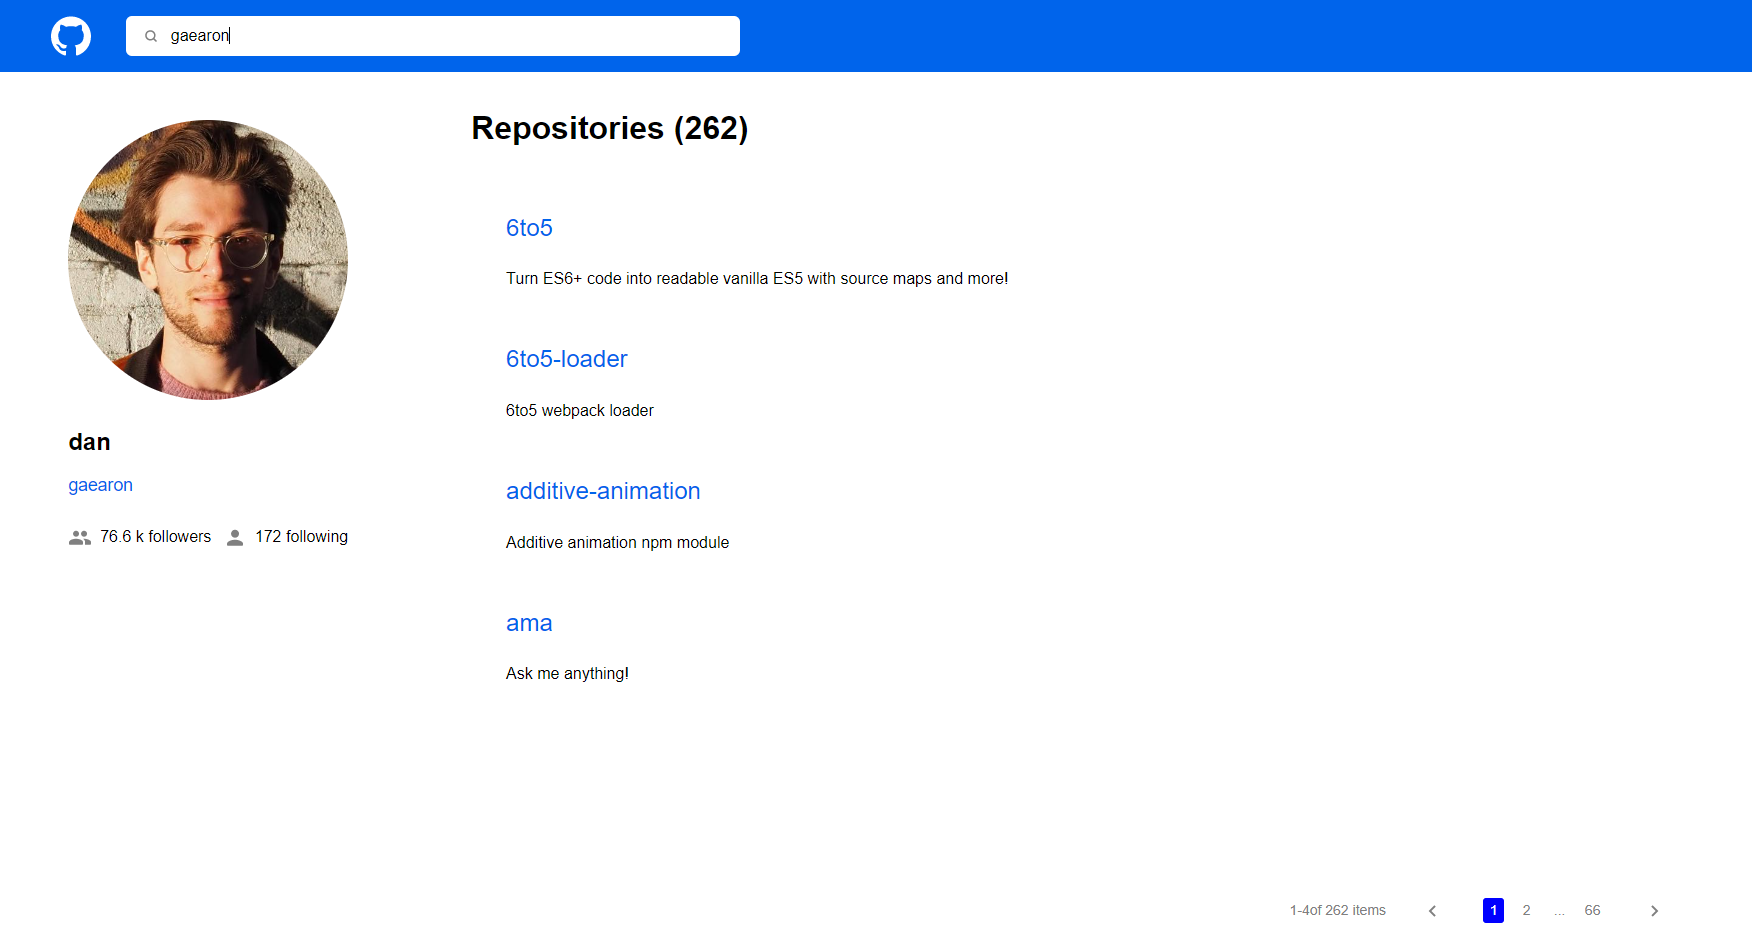 gaearon
Repositories (262)
6to5
Turn ES6+ code into readable vanilla ES5 with source maps and more!
6to5-loader
6to5 webpack loader
additive-animation
Additive animation npm module
ama
Ask me anything!
dan
gaearon
76.6 k followers 172 following
1-4of 262 items 1 2 ... 66